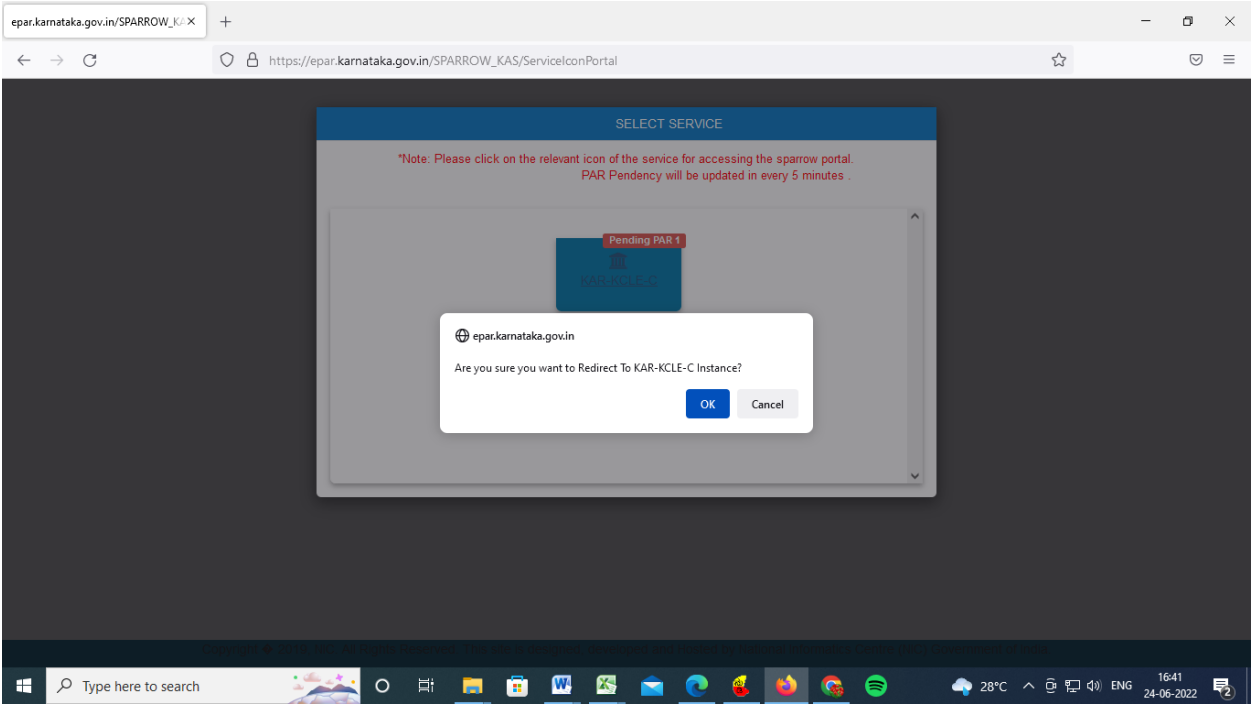 epar.karnataka.gov.in/SPARROW_KA
https://epar.karnataka.gov.in/SPARROW_KAS/ServiceIconPortal
SELECT SERVICE
*Note: Please click on the relevant icon of the service for accessing the sparrow portal.
PAR Pendency will be updated in every 5 minutes .
Pending PAR 1
KAR-KCLE-C
epar.karnataka.gov.in
Are you sure you want to Redirect To KAR-KCLE-C Instance?
OK Cancel
Type here to search
28°C ENG
16:41
24-06-2022
2